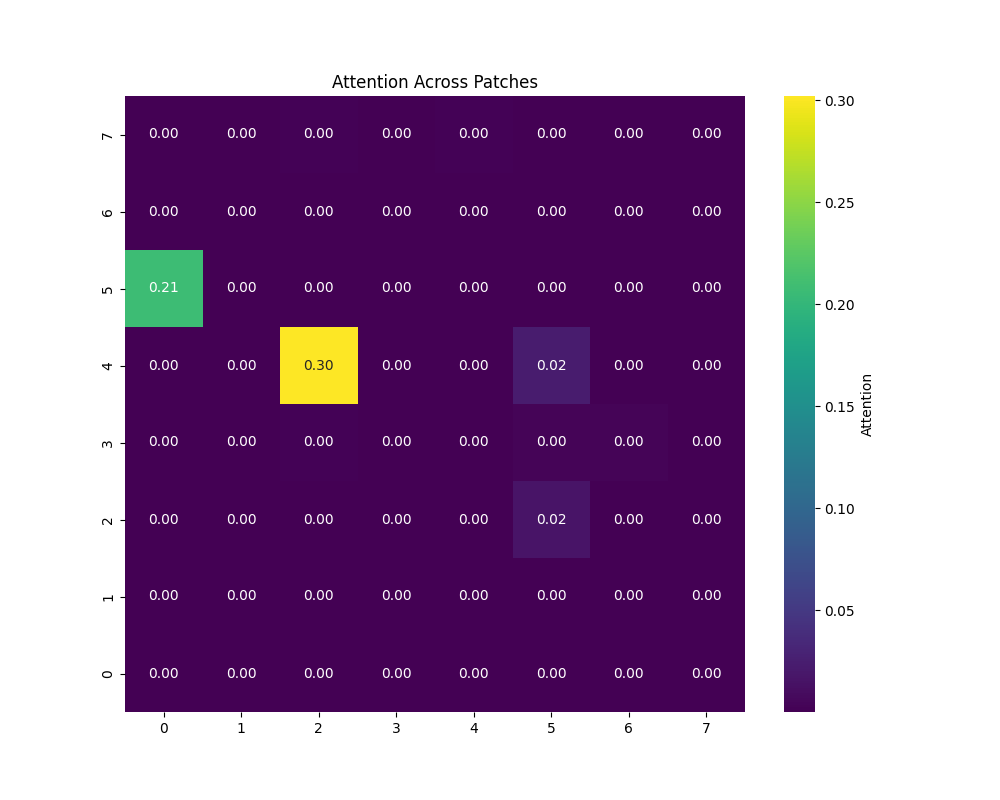 Attention Across Patches
7 0.00 0.00 0.00 0.00 0.00 0.00 0.00 0.00
6 0.00 0.00 0.00 0.00 0.00 0.00 0.00 0.00
5 0.21 0.00 0.00 0.00 0.00 0.00 0.00 0.00
4 0.00 0.00 0.30 0.00 0.00 0.02 0.00 0.00
3 0.00 0.00 0.00 0.00 0.00 0.00 0.00 0.00
2 0.00 0.00 0.00 0.00 0.00 0.02 0.00 0.00
1 0.00 0.00 0.00 0.00 0.00 0.00 0.00 0.00
0 0.00 0.00 0.00 0.00 0.00 0.00 0.00 0.00
0 1 2 3 4 5 6 7
0.30
0.25
0.20
0.15
0.10
0.05
Attention